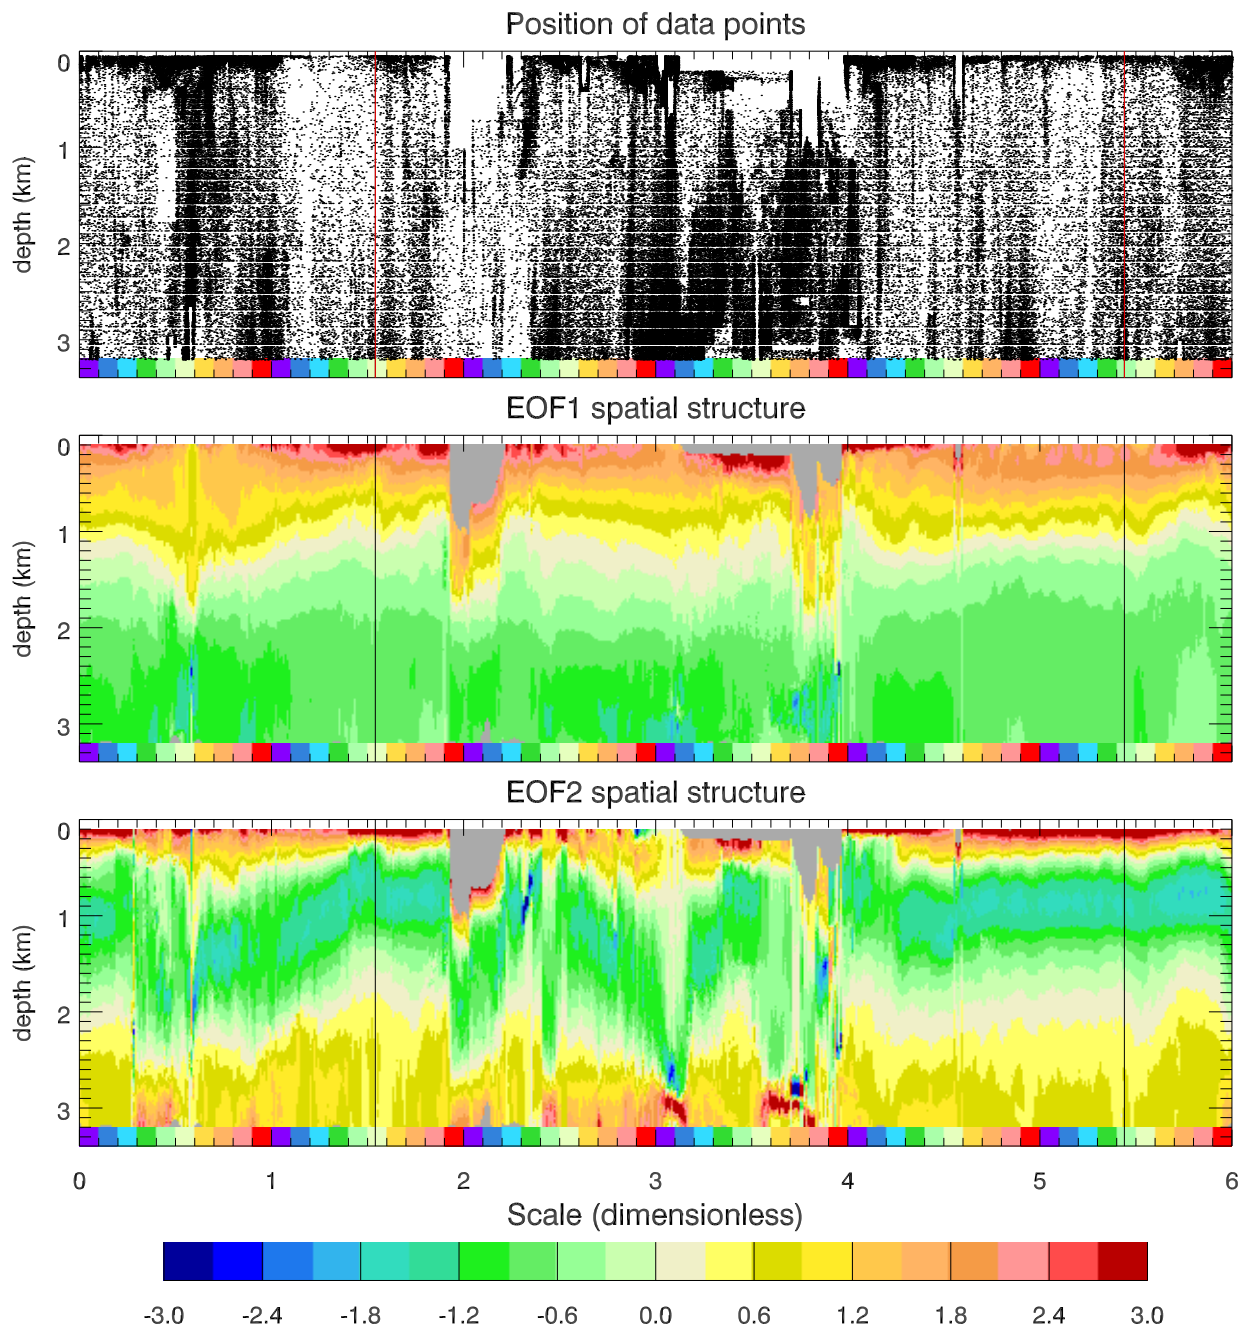 Position of data points
0
1
2
3
depth (km)
EOF1 spatial structure
0
1
2
3
depth (km)
EOF2 spatial structure
0
1
2
3
depth (km)
0 1 2 3 4 5 6
Scale (dimensionless)
-3.0 -2.4 -1.8 -1.2 -0.6 0.0 0.6 1.2 1.8 2.4 3.0